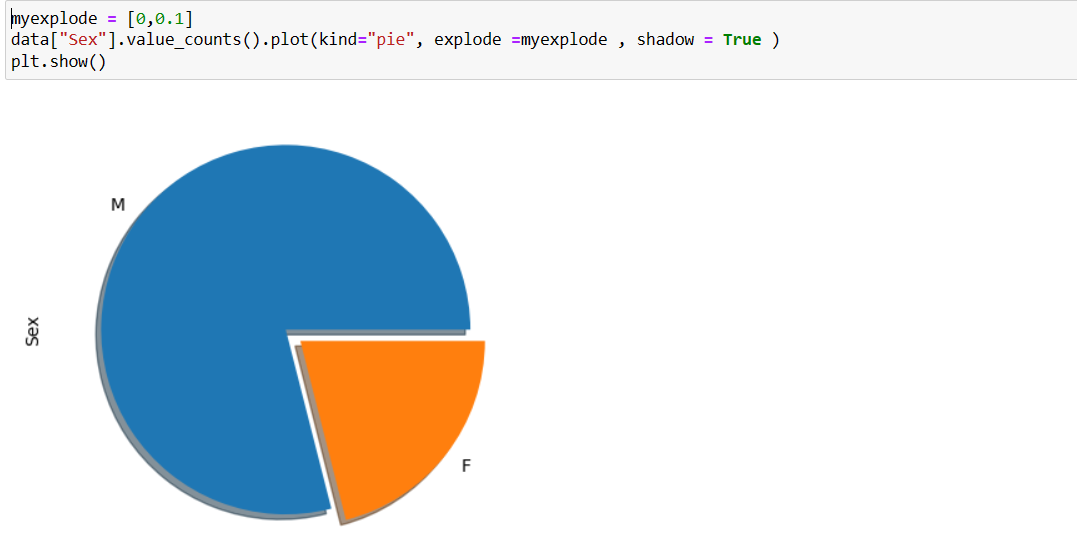 myexplode = [0,0.1]
data["Sex"].value_counts().plot(kind="pie", explode =myexplode , shadow = True )
plt.show()
M
Sex
F